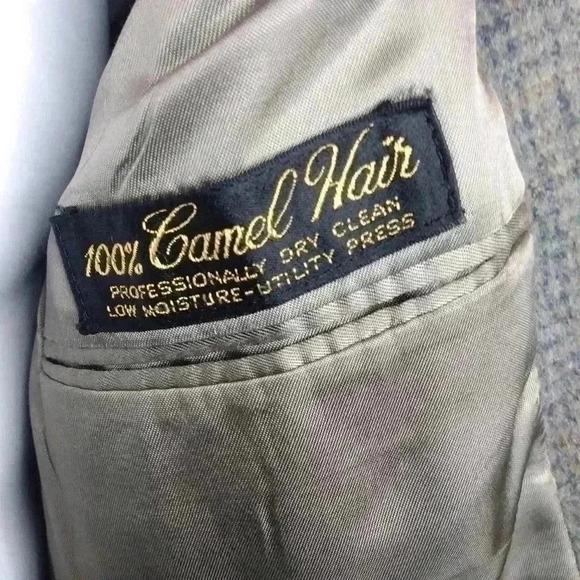 100% Camel Hair
PROFESSIONALLY DRY CLEAN
LOW MOISTURE-UTILITY PRESS